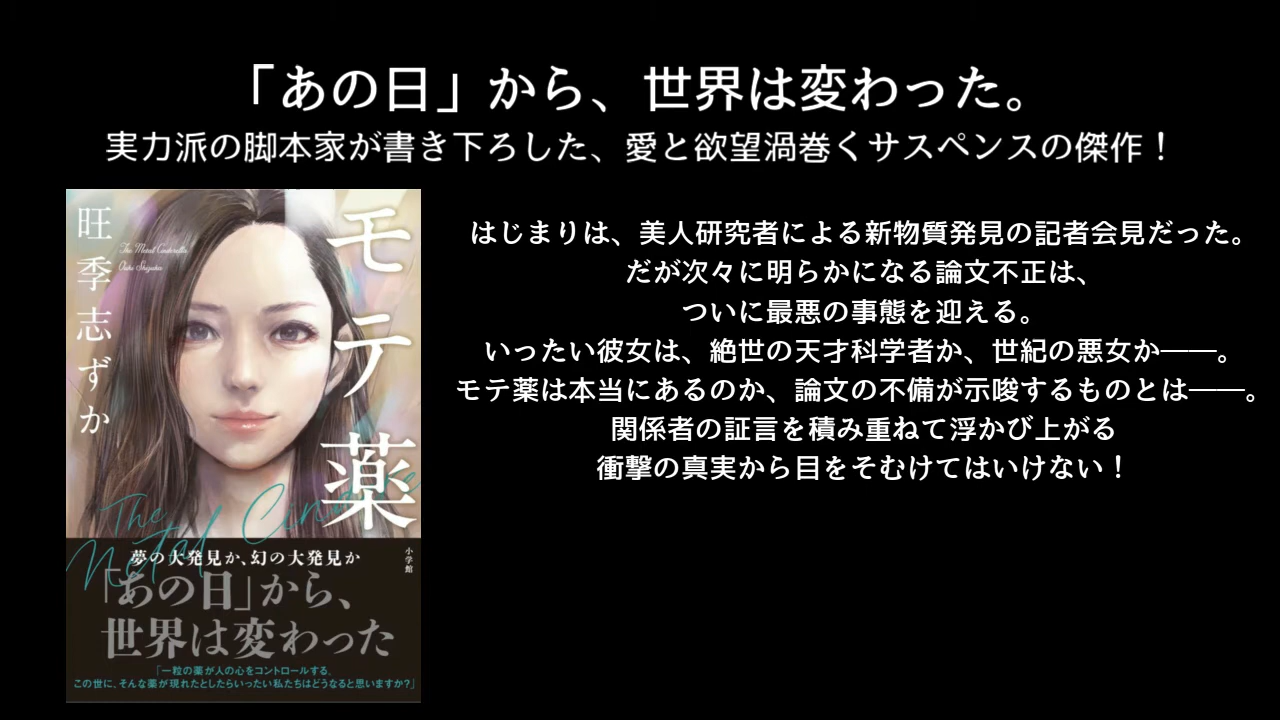 「あの日」から、世界は変わった。
実力派の脚本家が書き下ろした、愛と欲望渦巻くサスペンスの傑作！
はじまりは、美人研究者による新物質発見の記者会見だった。
だが次々に明らかになる論文不正は、
ついに最悪の事態を迎える。
いったい彼女は、絶世の天才科学者か、世紀の悪女か――。
モテ薬は本当にあるのか、論文の不備が示唆するものとは――。
関係者の証言を積み重ねて浮かび上がる
衝撃の真実から目をそむけてはいけない！
モテ薬
旺季志ずか
The Metal Cinderella
Ouki Shizuka
The
Metal
小学館
夢の大発見か、幻の大発見か
「あの日」から、
世界は変わった
「一粒の薬が人の心をコントロールする。
この世に、そんな薬が現れたとしたらいったい私たちはどうなると思いますか?」